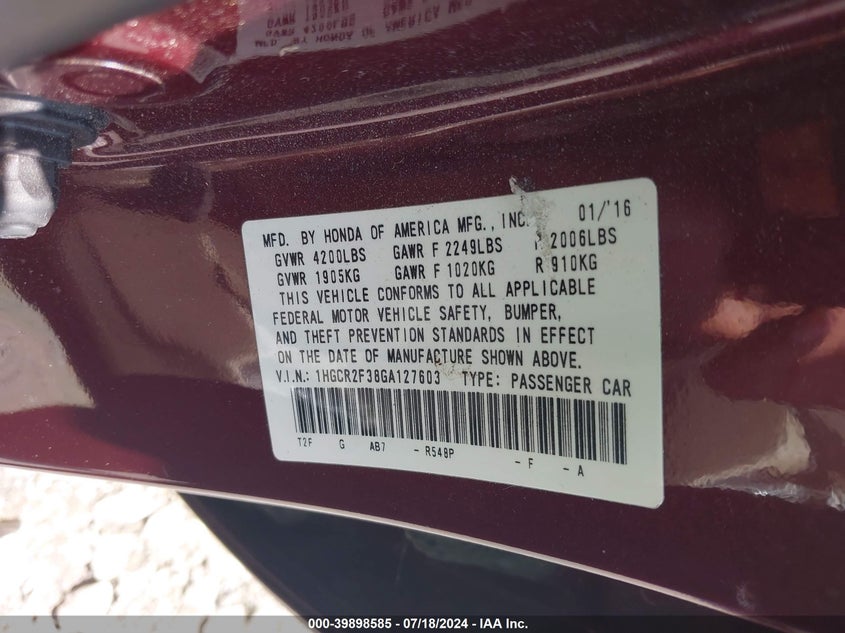 MFD. BY HONDA OF AMERICA MFG., INC. 01/'16
GVWR 4200LBS GAWR F 2249LBS 2006LBS
GVWR 1905KG GAWR F 1020KG R 910KG
THIS VEHICLE CONFORMS TO ALL APPLICABLE
FEDERAL MOTOR VEHICLE SAFETY, BUMPER,
AND THEFT PREVENTION STANDARDS IN EFFECT
ON THE DATE OF MANUFACTURE SHOWN ABOVE.
V.I.N.: 1HGCR2F38GA127603 TYPE: PASSENGER CAR
T2F G AB7 - R548P - F - A
000-39898585 / 07/18/2024 - IAA Inc.